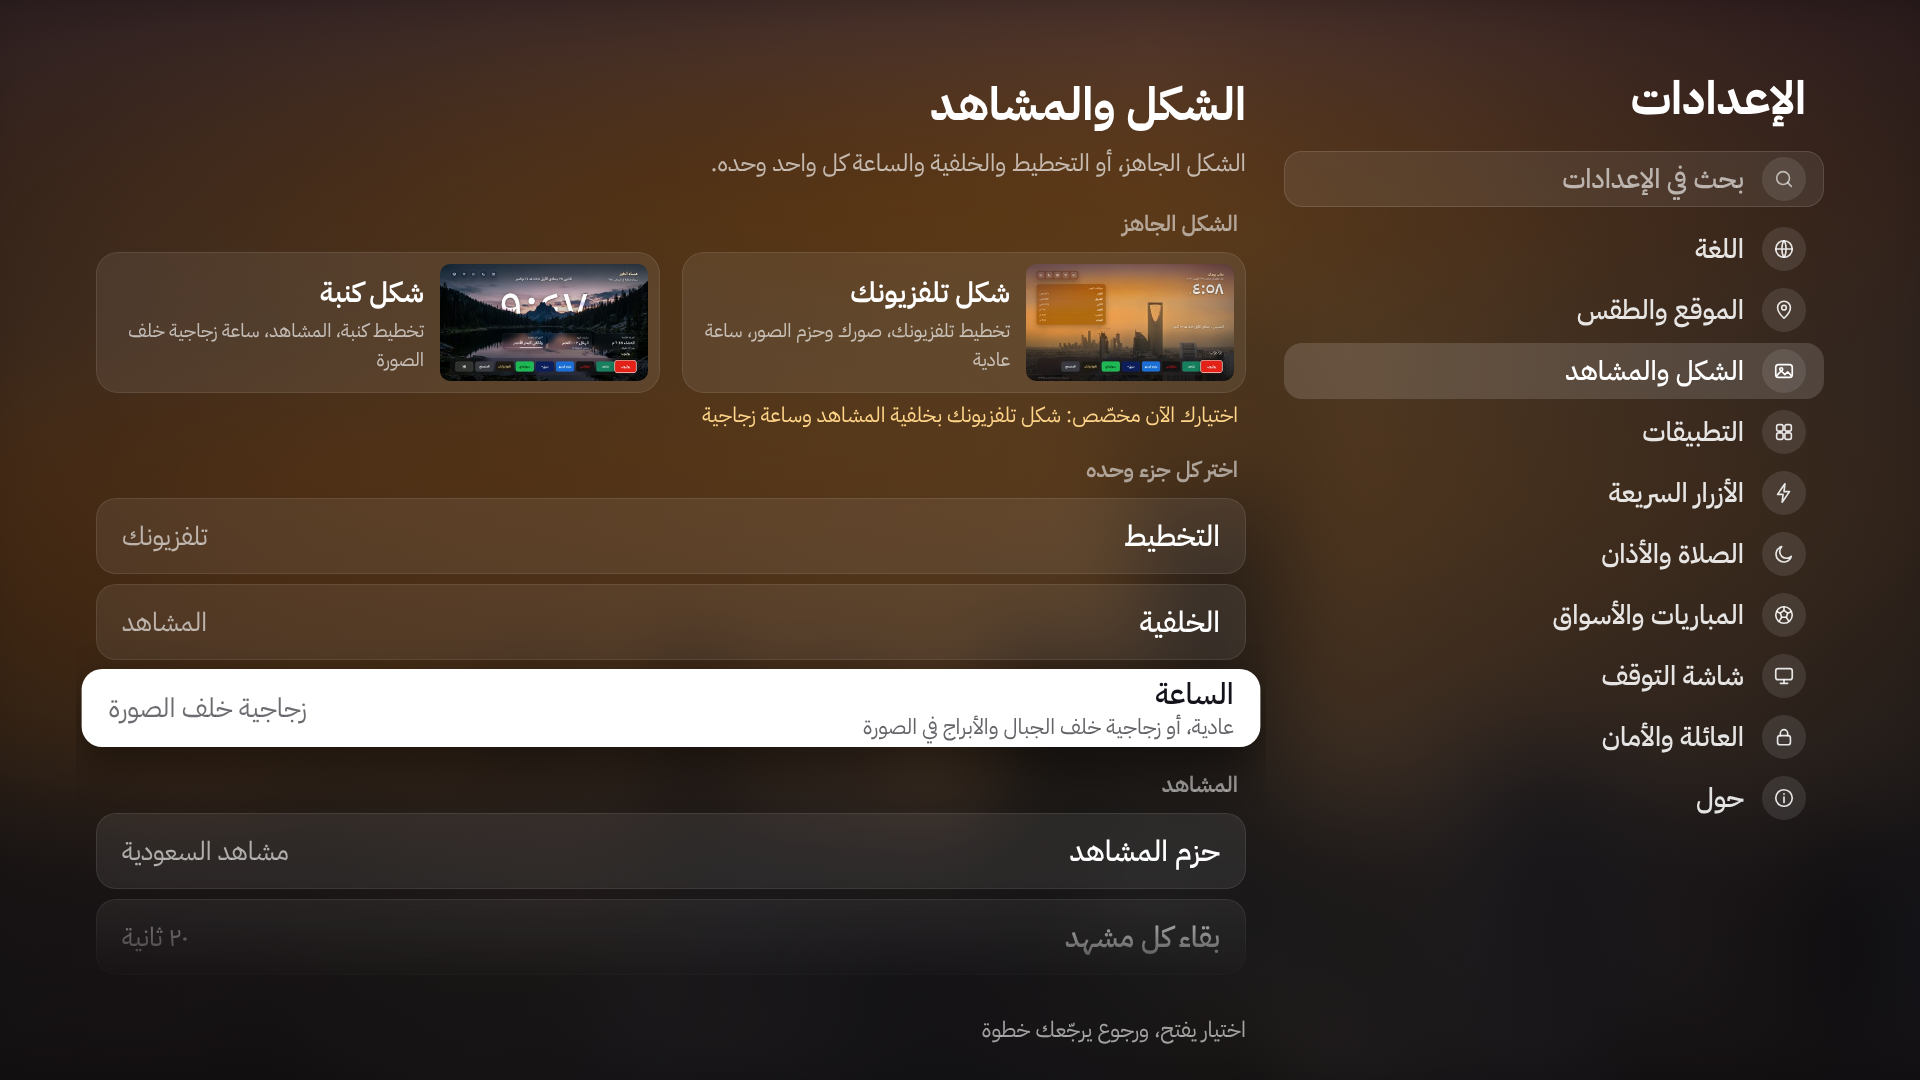 الإعدادات
بحث في الإعدادات
اللغة
الموقع والطقس
الشكل والمشاهد
التطبيقات
الأزرار السريعة
الصلاة والأذان
المباريات والأسواق
شاشة التوقف
العائلة والأمان
حول
الشكل والمشاهد
الشكل الجاهز، أو التخطيط والخلفية والساعة كل واحد وحده.
الشكل الجاهز
٤:٥٨
شكل تلفزيونك
تخطيط تلفزيونك، صورك وحزم الصور، ساعة
عادية
٩:٤٧
شكل كنبة
تخطيط كنبة، المشاهد، ساعة زجاجية خلف
الصورة
اختيارك الآن مخصّص: شكل تلفزيونك بخلفية المشاهد وساعة زجاجية
اختر كل جزء وحده
التخطيط
تلفزيونك
الخلفية
المشاهد
الساعة
عادية، أو زجاجية خلف الجبال والأبراج في الصورة
زجاجية خلف الصورة
المشاهد
حزم المشاهد
مشاهد السعودية
بقاء كل مشهد
٢٠ ثانية
اختيار يفتح، ورجوع يرجّعك خطوة